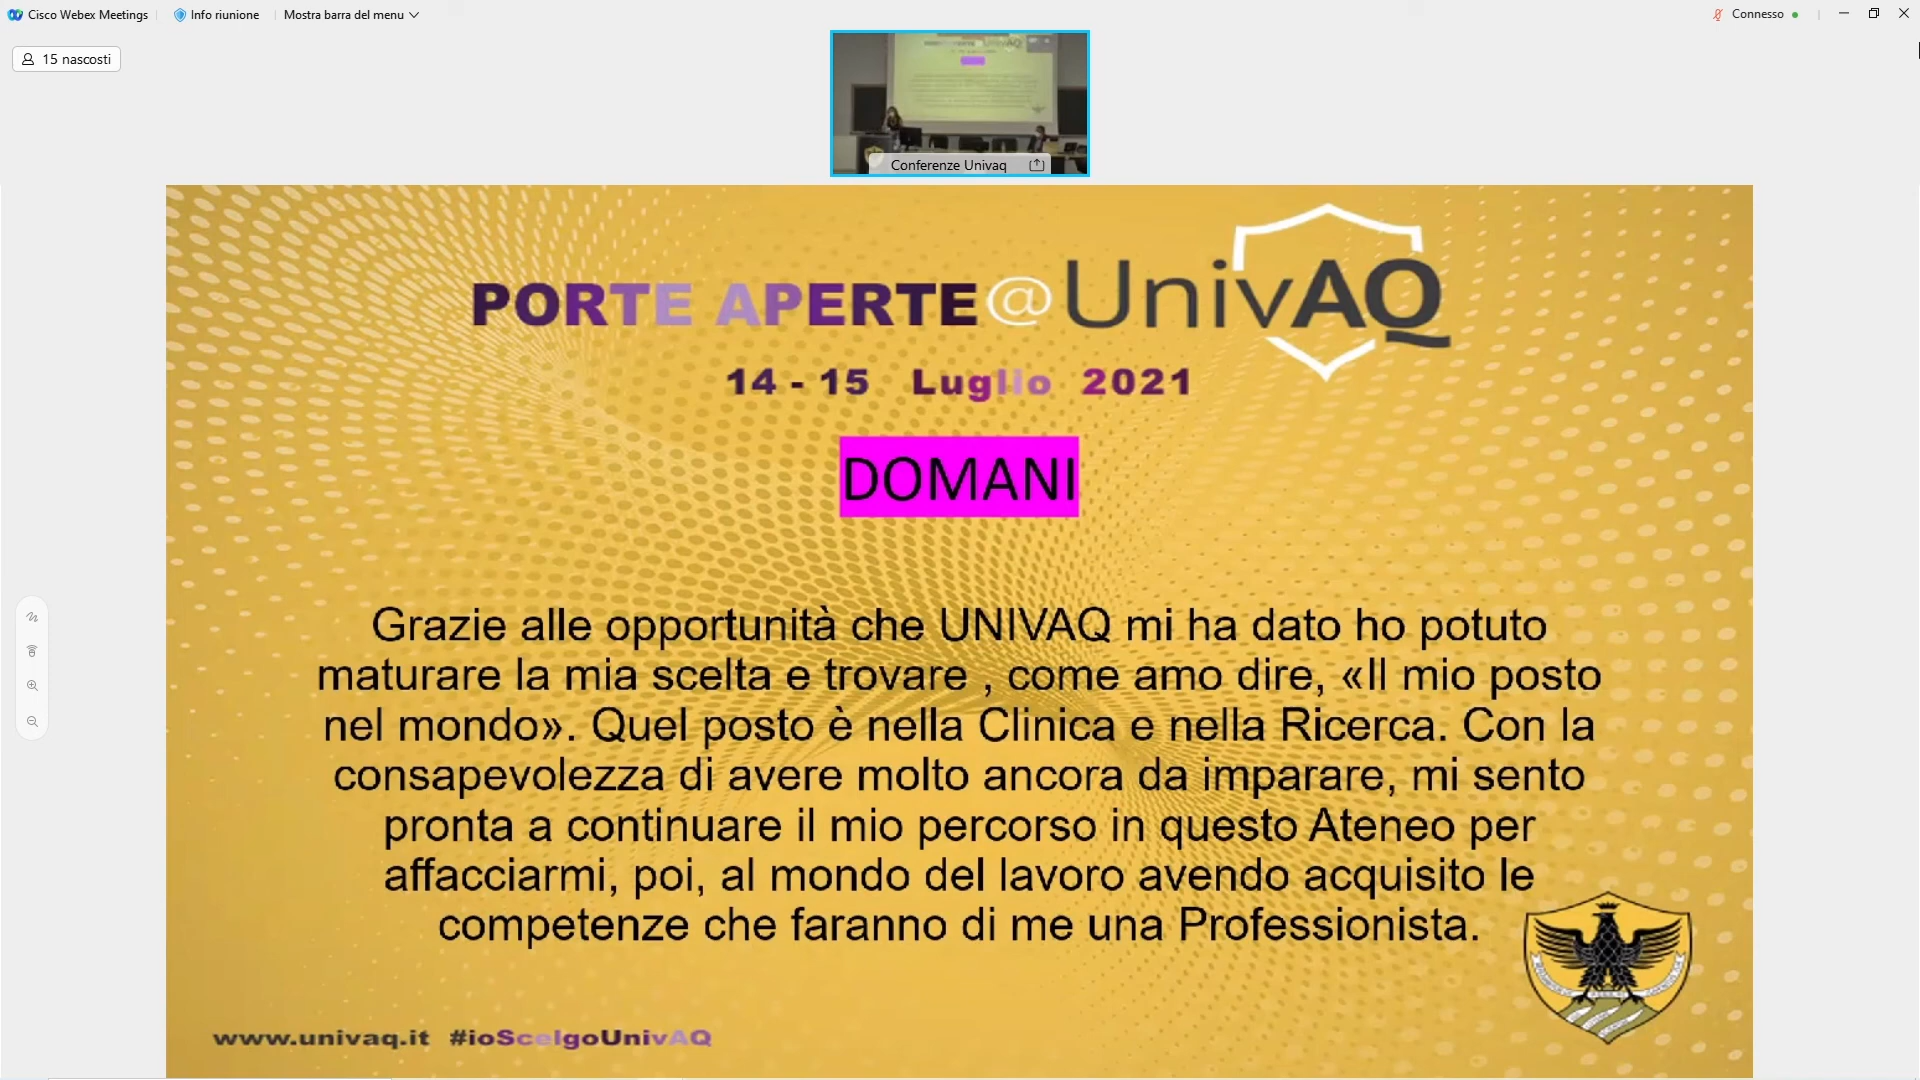 Cisco Webex Meetings
Info riunione
Mostra barra del menu
Connesso
15 nascosti
Conferenze Univaq
PORTE APERTE@UnivAQ
14 - 15 Luglio 2021
DOMANI
Grazie alle opportunità che UNIVAQ mi ha dato ho potuto
maturare la mia scelta e trovare , come amo dire, «Il mio posto
nel mondo». Quel posto è nella Clinica e nella Ricerca. Con la
consapevolezza di avere molto ancora da imparare, mi sento
pronta a continuare il mio percorso in questo Ateneo per
affacciarmi, poi, al mondo del lavoro avendo acquisito le
competenze che faranno di me una Professionista.
www.univaq.it #ioScelgoUnivAQ